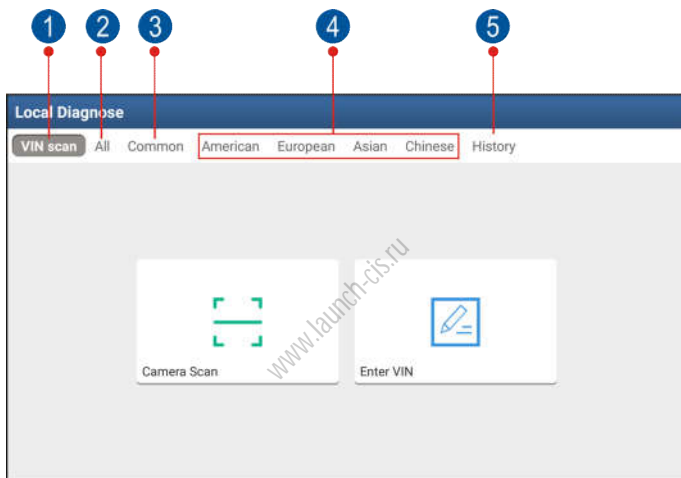 1 2 3 4 5
Local Diagnose
VIN scan All Common American European Asian Chinese History
www.launch-cis.ru
Camera Scan Enter VIN